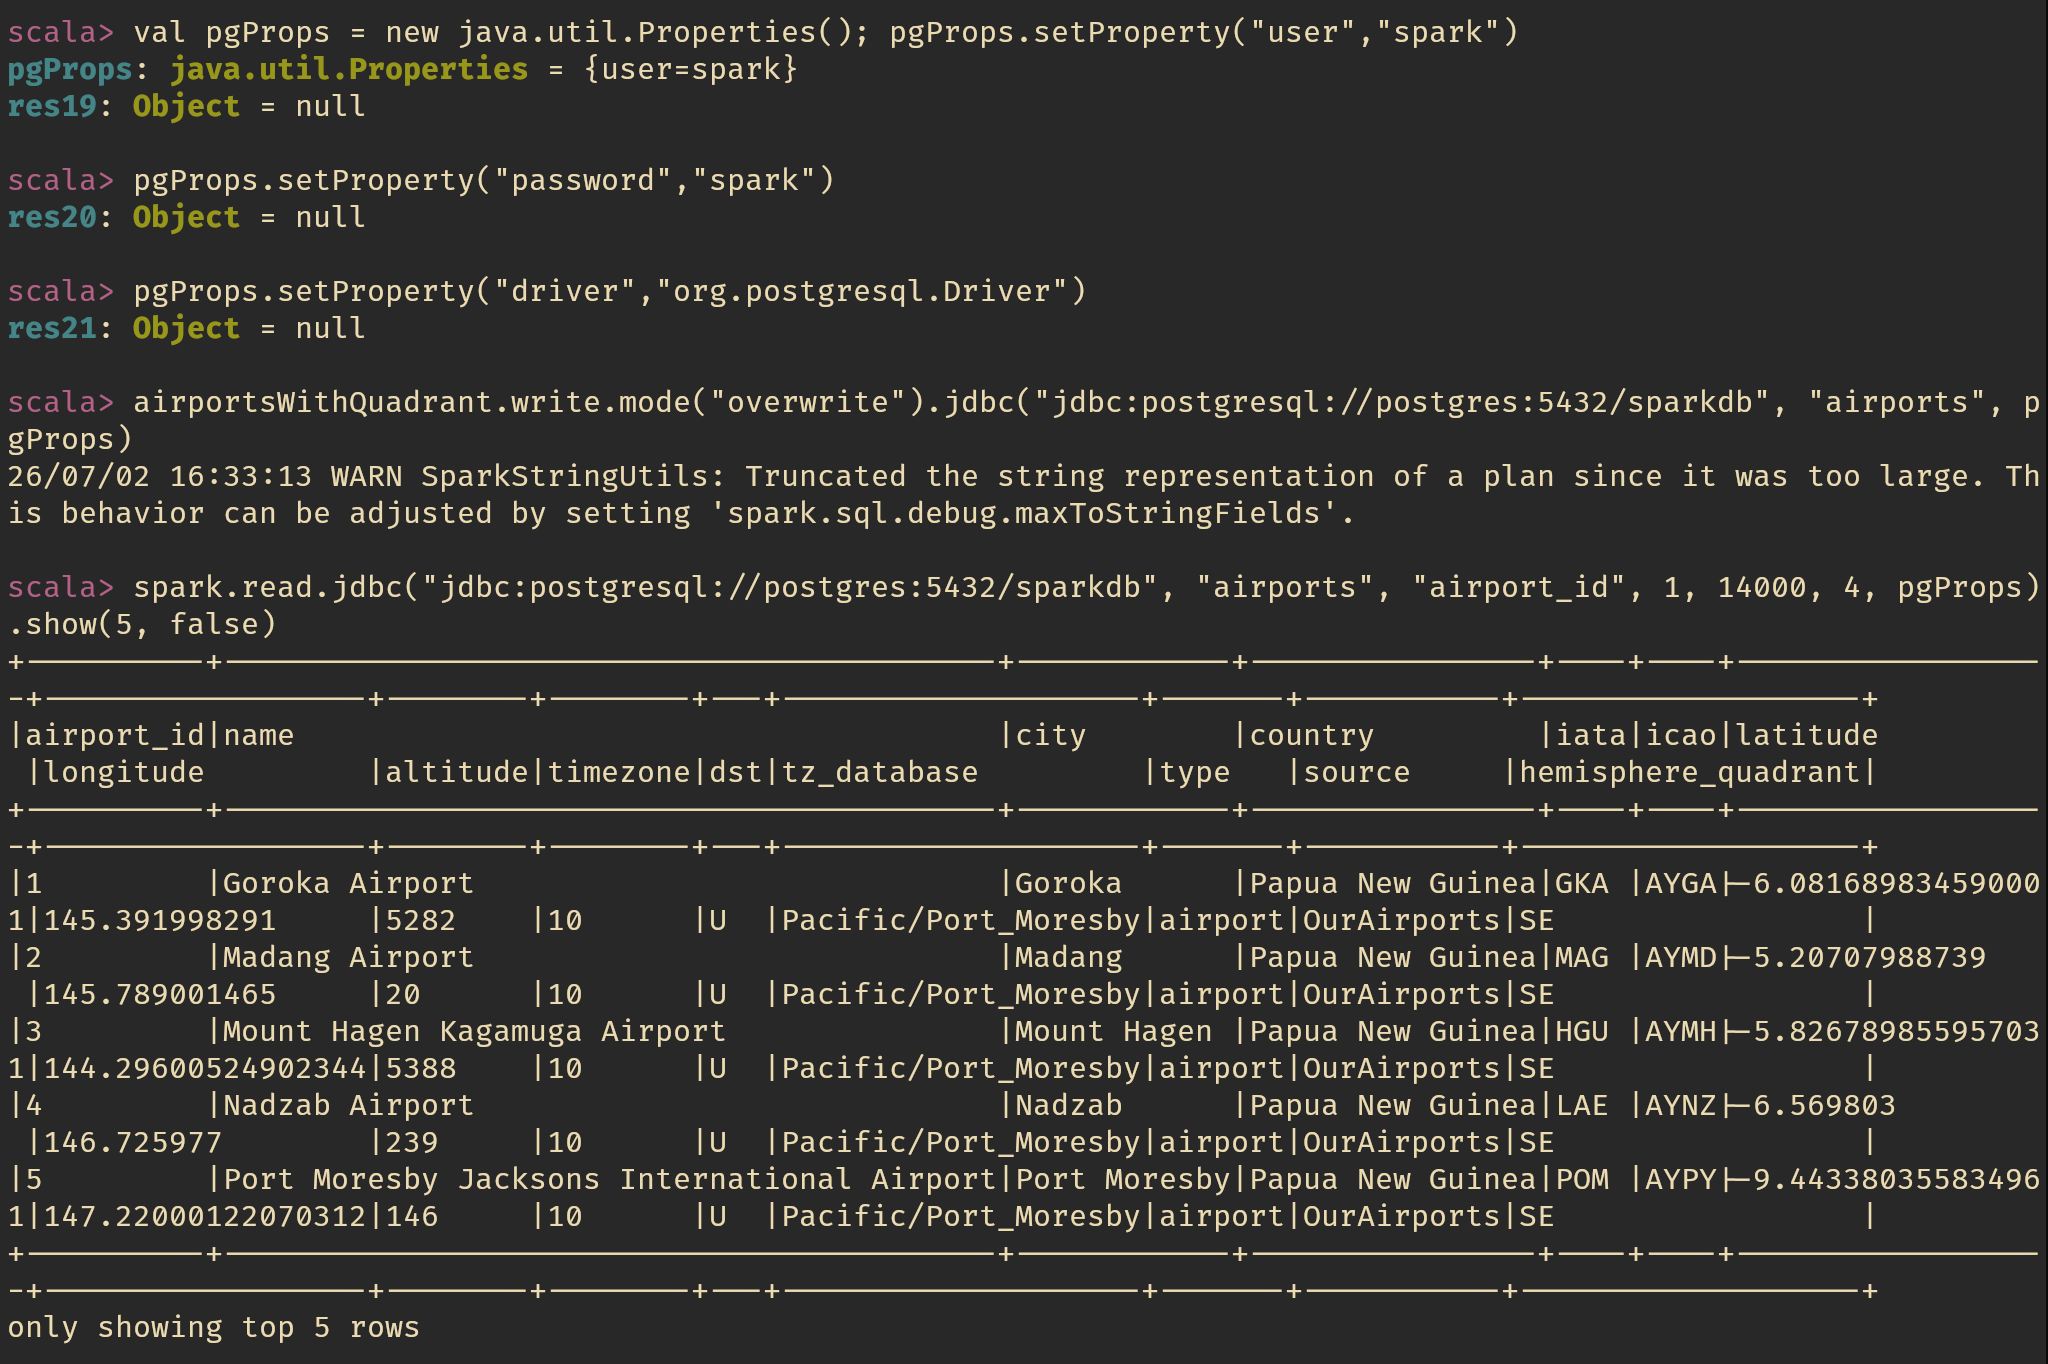 scala> val pgProps = new java.util.Properties(); pgProps.setProperty("user","spark")
pgProps: java.util.Properties = {user=spark}
res19: Object = null

scala> pgProps.setProperty("password","spark")
res20: Object = null

scala> pgProps.setProperty("driver","org.postgresql.Driver")
res21: Object = null

scala> airportsWithQuadrant.write.mode("overwrite").jdbc("jdbc:postgresql://postgres:5432/sparkdb", "airports", p
gProps)
26/07/02 16:33:13 WARN SparkStringUtils: Truncated the string representation of a plan since it was too large. Th
is behavior can be adjusted by setting 'spark.sql.debug.maxToStringFields'.

scala> spark.read.jdbc("jdbc:postgresql://postgres:5432/sparkdb", "airports", "airport_id", 1, 14000, 4, pgProps)
.show(5, false)
+----------+-------------------------------------------+------------+----------------+----+----+-----------------
-+------------------+--------+--------+---+--------------------+-------+-----------+-------------------+
|airport_id|name                                       |city        |country         |iata|icao|latitude
 |longitude         |altitude|timezone|dst|tz_database         |type   |source     |hemisphere_quadrant|
+----------+-------------------------------------------+------------+----------------+----+----+-----------------
-+------------------+--------+--------+---+--------------------+-------+-----------+-------------------+
|1         |Goroka Airport                             |Goroka      |Papua New Guinea|GKA |AYGA|-6.08168983459000
1|145.391998291     |5282    |10      |U  |Pacific/Port_Moresby|airport|OurAirports|SE                 |
|2         |Madang Airport                             |Madang      |Papua New Guinea|MAG |AYMD|-5.20707988739
 |145.789001465     |20      |10      |U  |Pacific/Port_Moresby|airport|OurAirports|SE                 |
|3         |Mount Hagen Kagamuga Airport               |Mount Hagen |Papua New Guinea|HGU |AYMH|-5.82678985595703
1|144.29600524902344|5388    |10      |U  |Pacific/Port_Moresby|airport|OurAirports|SE                 |
|4         |Nadzab Airport                             |Nadzab      |Papua New Guinea|LAE |AYNZ|-6.569803
 |146.725977        |239     |10      |U  |Pacific/Port_Moresby|airport|OurAirports|SE                 |
|5         |Port Moresby Jacksons International Airport|Port Moresby|Papua New Guinea|POM |AYPY|-9.44338035583496
1|147.22000122070312|146     |10      |U  |Pacific/Port_Moresby|airport|OurAirports|SE                 |
+----------+-------------------------------------------+------------+----------------+----+----+-----------------
-+------------------+--------+--------+---+--------------------+-------+-----------+-------------------+
only showing top 5 rows